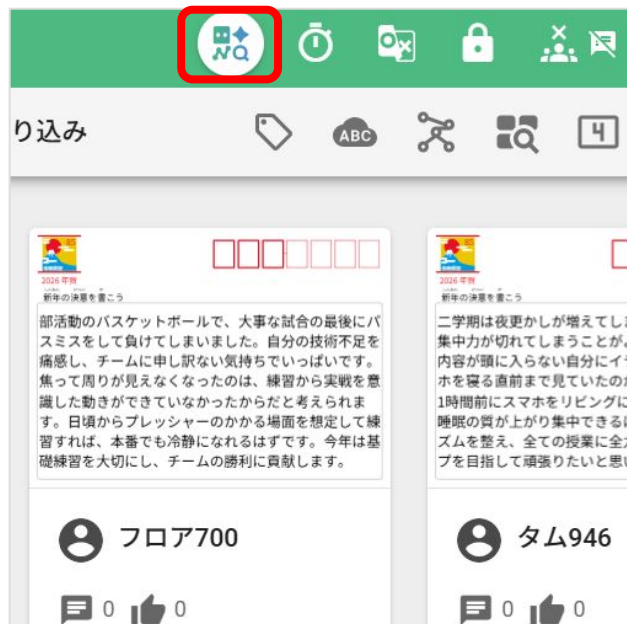 り込み
ABC
4
85
2026 年賀
新年の決意を書こう
部活動のバスケットボールで、大事な試合の最後にパ
スミスをして負けてしまいました。自分の技術不足を
痛感し、チームに申し訳ない気持ちでいっぱいです。
焦って周りが見えなくなったのは、練習から実戦を意
識した動きができていなかったからだと考えられま
す。日頃からプレッシャーのかかる場面を想定して練
習すれば、本番でも冷静になれるはずです。今年は基
礎練習を大切にし、チームの勝利に貢献します。
フロア700
0
0
85
2026 年賀
新年の決意を書こう
二学期は夜更かしが増えてしま
集中力が切れてしまうことが
内容が頭に入らない自分にイラ
ホを寝る直前まで見ていたの
1時間前にスマホをリビングに
睡眠の質が上がり集中できる
ズムを整え、全ての授業に全力
プを目指して頑張りたいと思い
タム946
0
0